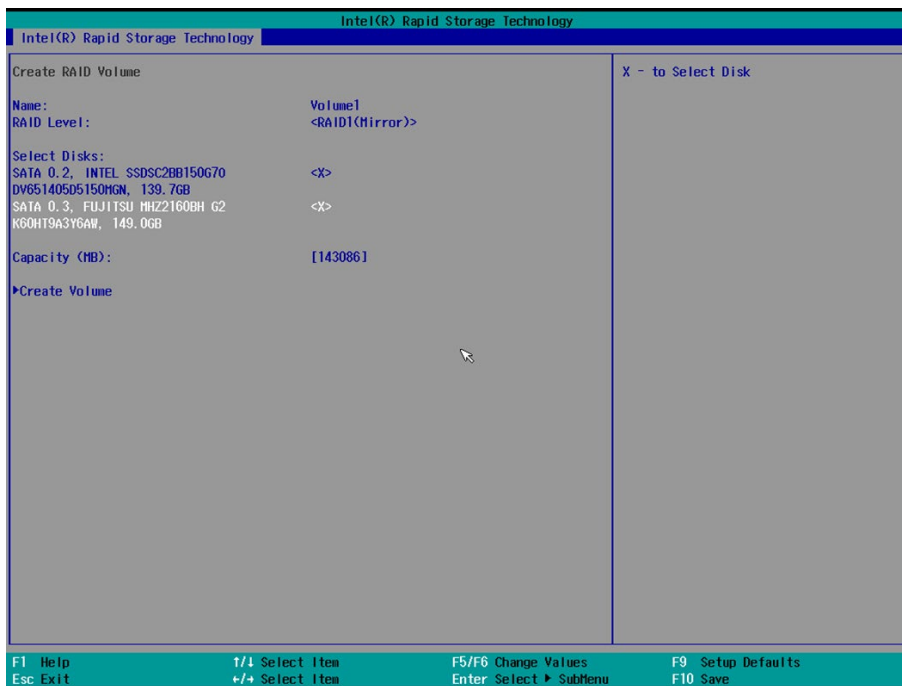 Intel(R) Rapid Storage Technology
Intel(R) Rapid Storage Technology
Create RAID Volume
X - to Select Disk
Name: Volume1
RAID Level: <RAID1(Mirror)>
Select Disks:
SATA 0.2, INTEL SSDSC2BB150G70 <X>
DV651405D5150MGN, 139.7GB
SATA 0.3, FUJITSU MHZ2160BH G2 <X>
K60HT9A3Y6AW, 149.0GB
Capacity (MB): [143086]
▶Create Volume
F1 Help ↑/↓ Select Item F5/F6 Change Values F9 Setup Defaults
Esc Exit ←/→ Select Item Enter Select ▶ SubMenu F10 Save